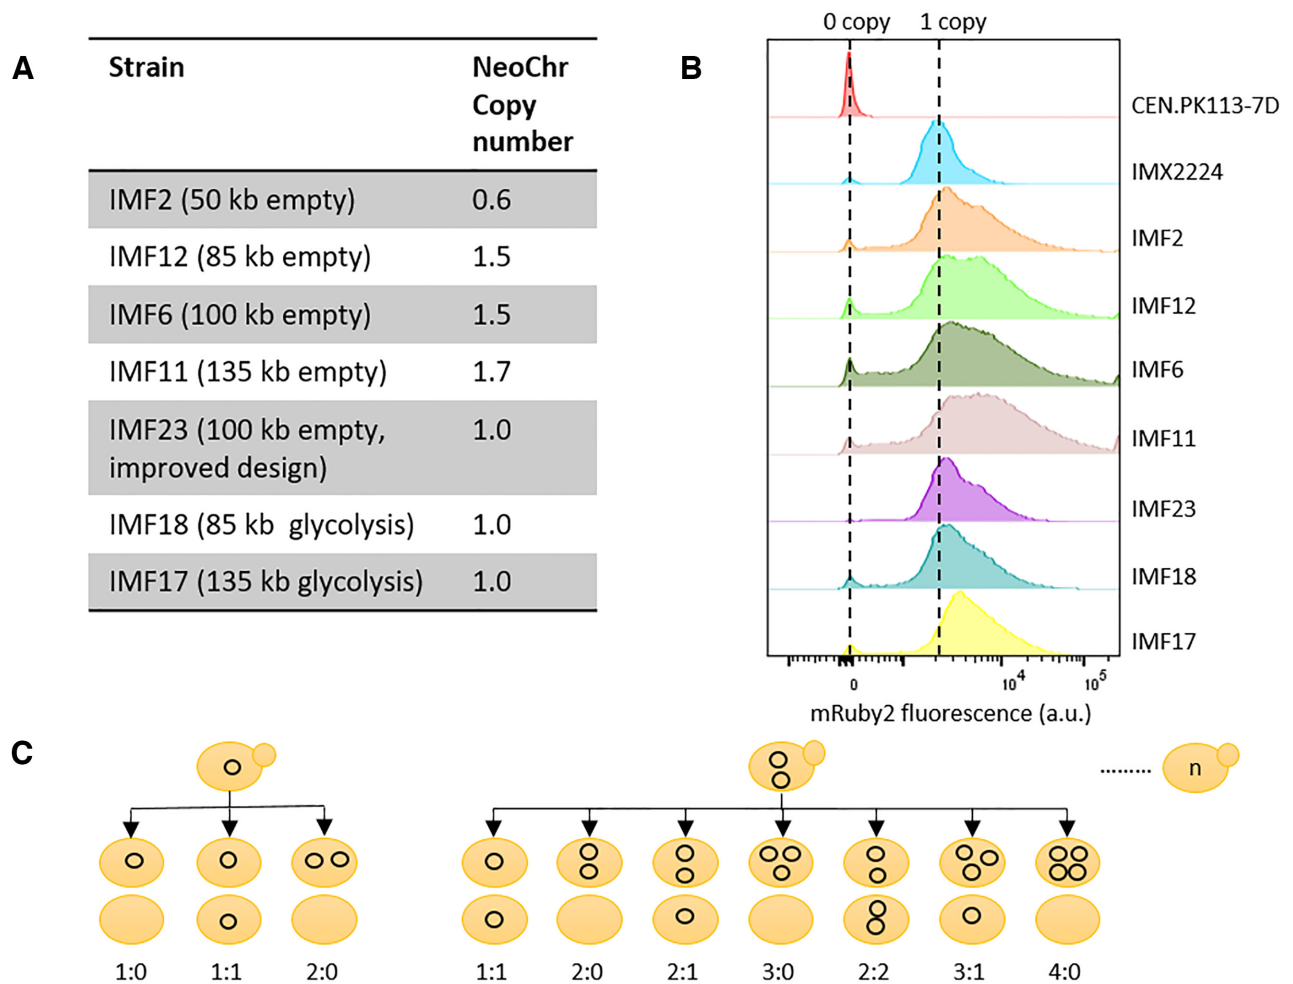 A
Strain
NeoChr
Copy
number
IMF2 (50 kb empty)
0.6
IMF12 (85 kb empty)
1.5
IMF6 (100 kb empty)
1.5
IMF11 (135 kb empty)
1.7
IMF23 (100 kb empty,
improved design)
1.0
IMF18 (85 kb  glycolysis)
1.0
IMF17 (135 kb glycolysis)
1.0
B
0 copy
1 copy
CEN.PK113-7D
IMX2224
IMF2
IMF12
IMF6
IMF11
IMF23
IMF18
IMF17
0
10⁴
10⁵
mRuby2 fluorescence (a.u.)
C
......... n
1:0
1:1
2:0
1:1
2:0
2:1
3:0
2:2
3:1
4:0